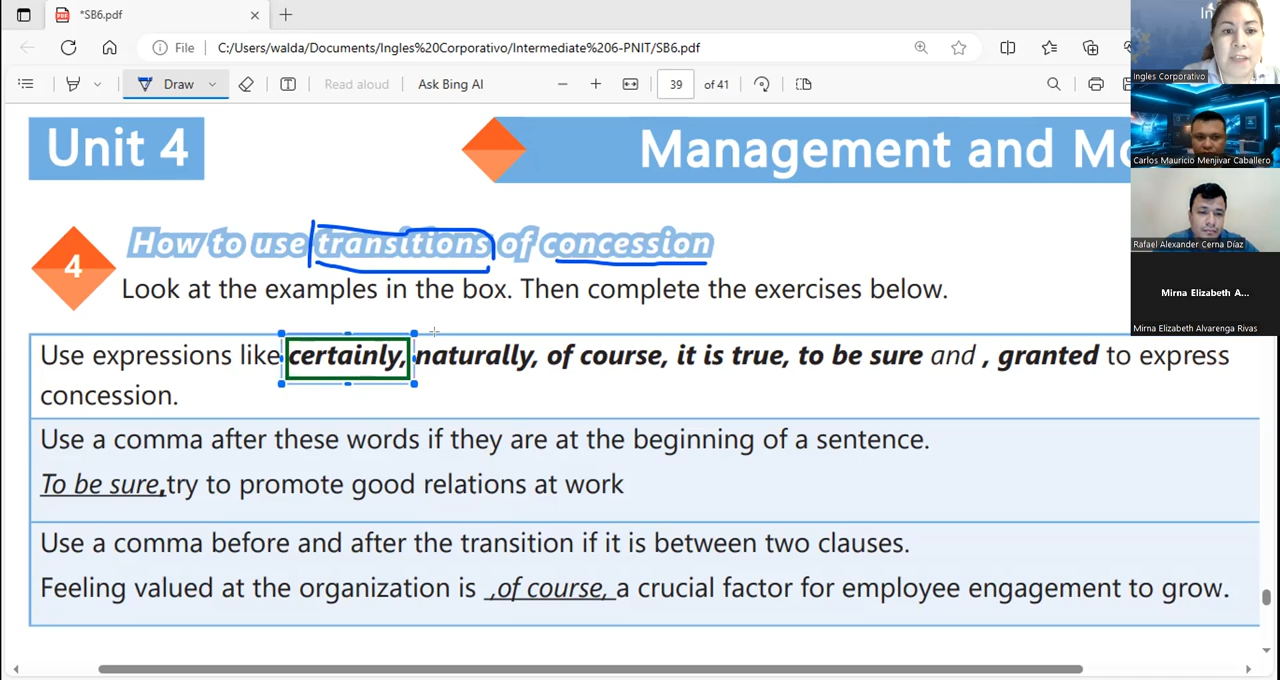 *SB6.pdf
File C:/Users/walda/Documents/Ingles%20Corporativo/Intermediate%206-PNIT/SB6.pdf
Draw Read aloud Ask Bing AI 39 of 41
Ingles Corporativo
Carlos Mauricio Menjivar Caballero
Rafael Alexander Cerna Díaz
Mirna Elizabeth A...
Mirna Elizabeth Alvarenga Rivas
Unit 4 Management and Mo
4 How to use transitions of concession
Look at the examples in the box. Then complete the exercises below.
Use expressions like certainly, naturally, of course, it is true, to be sure and , granted to express
concession.
Use a comma after these words if they are at the beginning of a sentence.
To be sure,try to promote good relations at work
Use a comma before and after the transition if it is between two clauses.
Feeling valued at the organization is ,of course, a crucial factor for employee engagement to grow.